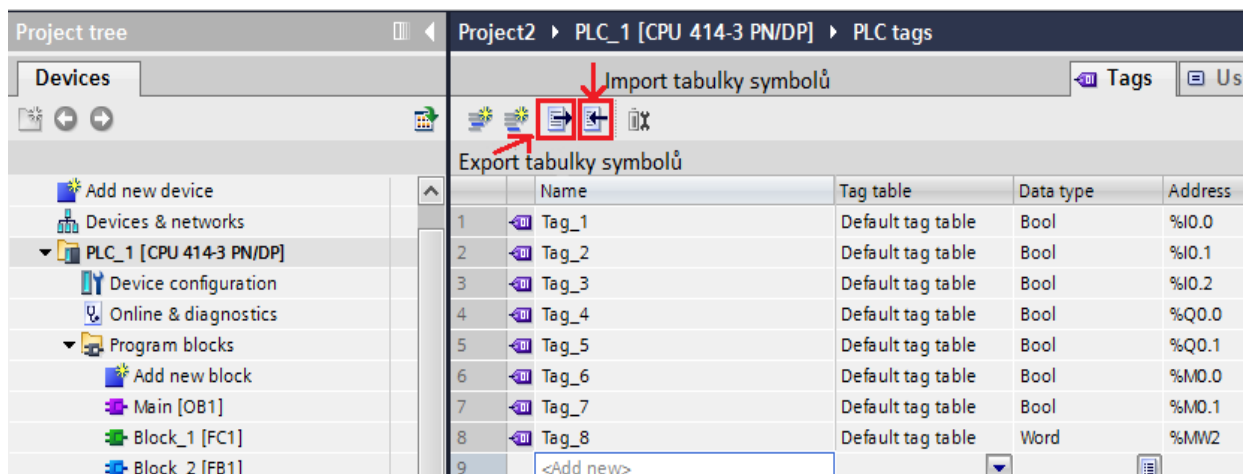 Project tree
Project2 ▸ PLC_1 [CPU 414-3 PN/DP] ▸ PLC tags
Devices
Import tabulky symbolů
Tags
Us
Export tabulky symbolů
Name Tag table Data type Address
1 Tag_1 Default tag table Bool %I0.0
2 Tag_2 Default tag table Bool %I0.1
3 Tag_3 Default tag table Bool %I0.2
4 Tag_4 Default tag table Bool %Q0.0
5 Tag_5 Default tag table Bool %Q0.1
6 Tag_6 Default tag table Bool %M0.0
7 Tag_7 Default tag table Bool %M0.1
8 Tag_8 Default tag table Word %MW2
9 <Add new>
Add new device
Devices & networks
PLC_1 [CPU 414-3 PN/DP]
Device configuration
Online & diagnostics
Program blocks
Add new block
Main [OB1]
Block_1 [FC1]
Block_2 [FB1]